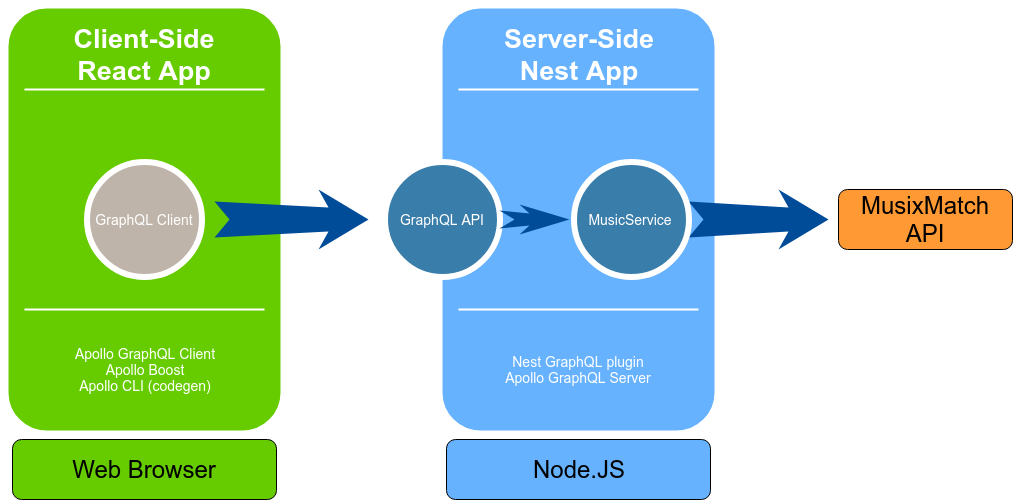 Client-Side
React App
GraphQL Client
Apollo GraphQL Client
Apollo Boost
Apollo CLI (codegen)
Web Browser
Server-Side
Nest App
GraphQL API
MusicService
Nest GraphQL plugin
Apollo GraphQL Server
Node.JS
MusixMatch
API